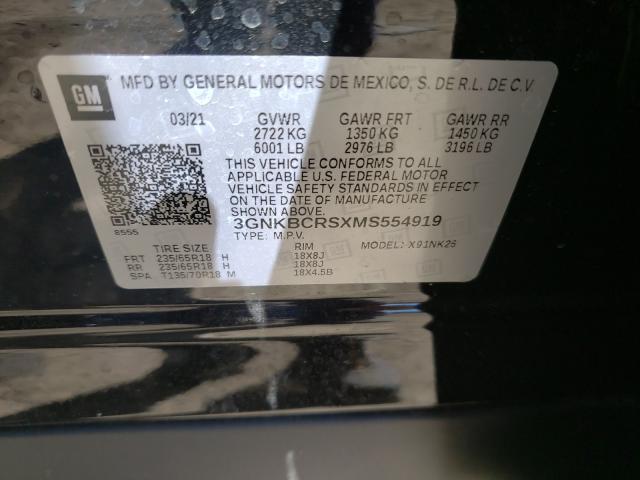 GM
MFD BY GENERAL MOTORS DE MEXICO, S. DE R.L. DE C.V.
03/21 GVWR GAWR FRT GAWR RR
2722 KG 1350 KG 1450 KG
6001 LB 2976 LB 3196 LB
THIS VEHICLE CONFORMS TO ALL
APPLICABLE U.S. FEDERAL MOTOR
VEHICLE SAFETY STANDARDS IN EFFECT
ON THE DATE OF MANUFACTURE
SHOWN ABOVE.
3GNKBCRSXMS554919
8555 TYPE: M.P.V.
TIRE SIZE RIM MODEL: X91NK26
FRT 235/65R18 H 18X8J
RR 235/65R18 H 18X8J
SPA T135/70R18 M 18X4.5B